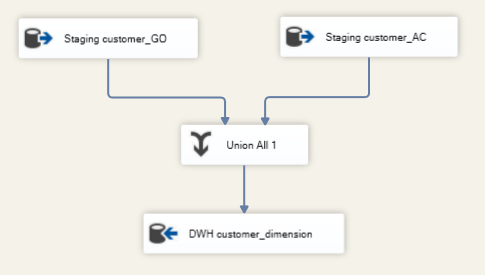 Staging customer_GO
Staging customer_AC
Union All 1
DWH customer_dimension